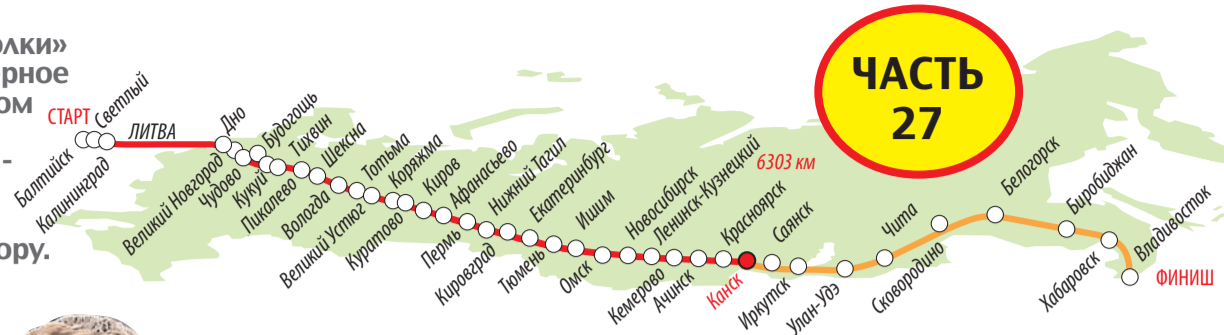 олки»
рное
ом
-
ору.
ЧАСТЬ
27
СТАРТ
Балтийск
Светлый
Калининград
ЛИТВА
Дно
Великий Новгород
Чудово
Будогощь
Кукуй
Тихвин
Пикалево
Шексна
Вологда
Тотьма
Великий Устюг
Коряжма
Куратово
Киров
Афанасьево
Пермь
Нижний Тагил
Кировград
Екатеринбург
Тюмень
Ишим
Омск
Новосибирск
Кемерово
Ленинск-Кузнецкий
Ачинск
Красноярск
6303 км
Канск
Саянск
Иркутск
Улан-Удэ
Чита
Сковородино
Белогорск
Биробиджан
Хабаровск
Владивосток
ФИНИШ